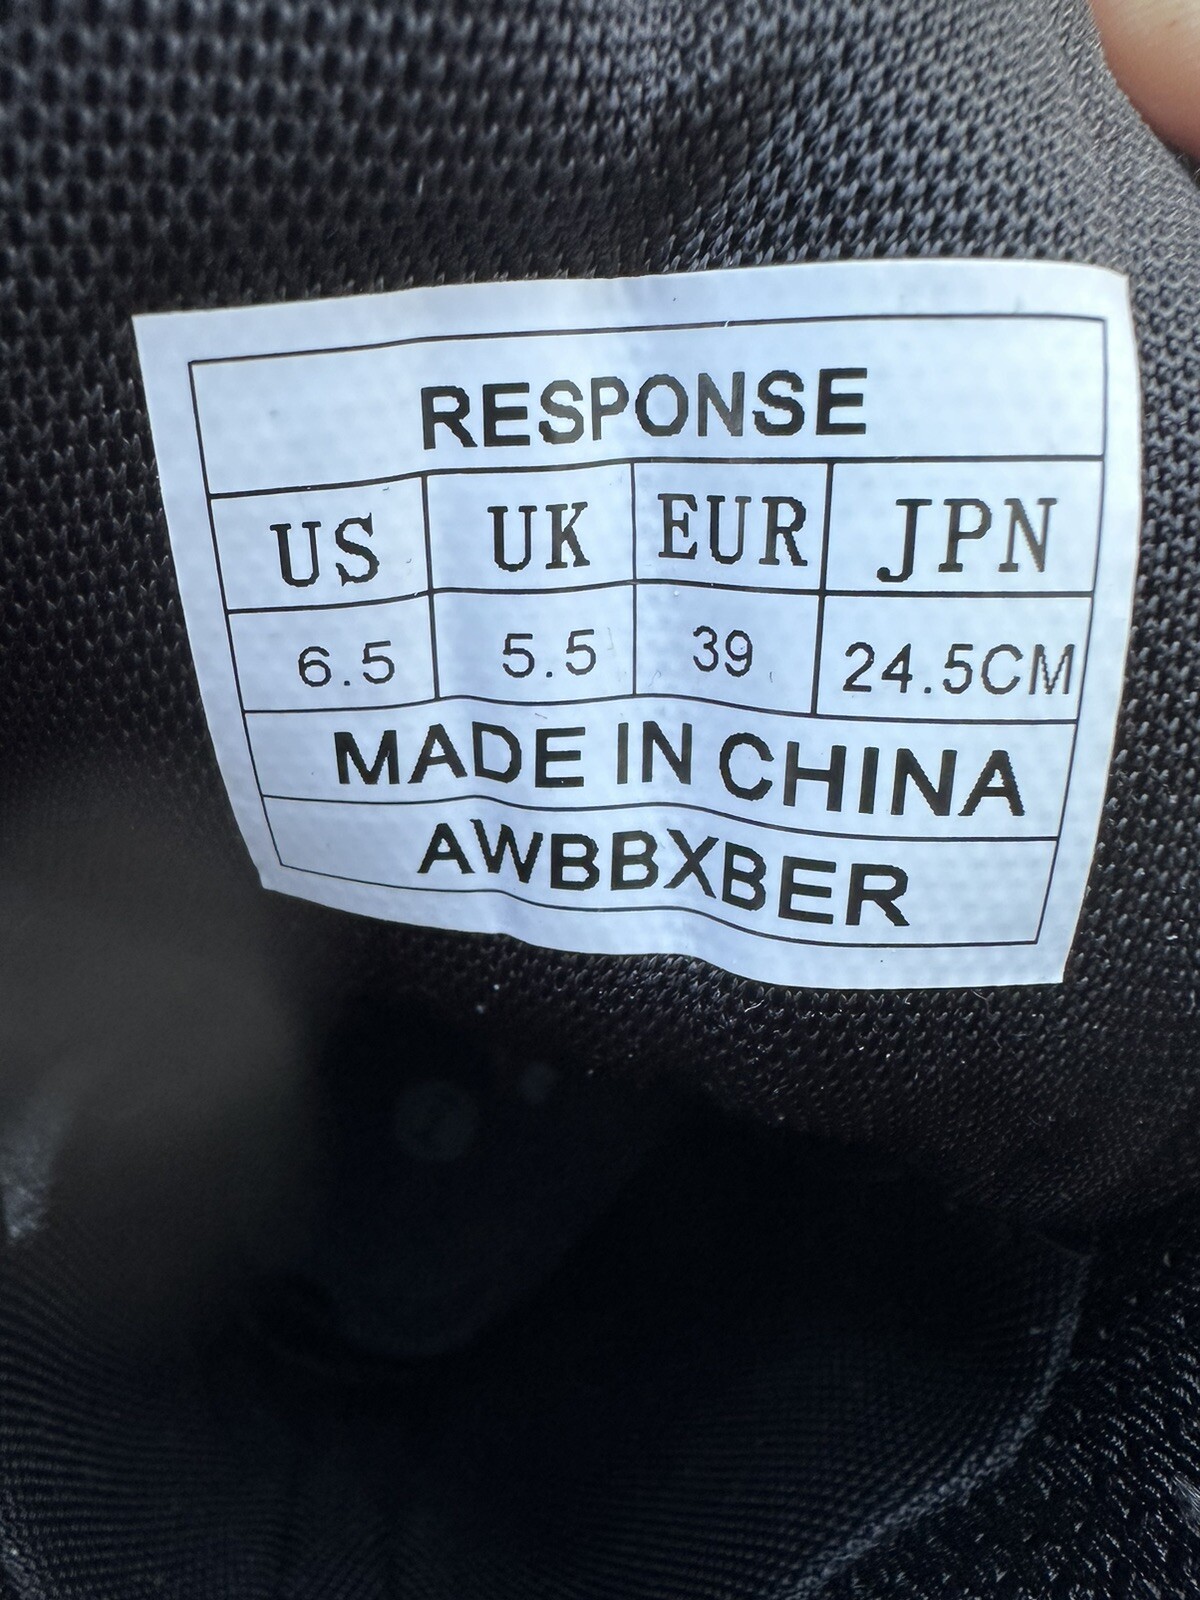 RESPONSE
US UK EUR JPN
6.5 5.5 39 24.5CM
MADE IN CHINA
AWBBXBER